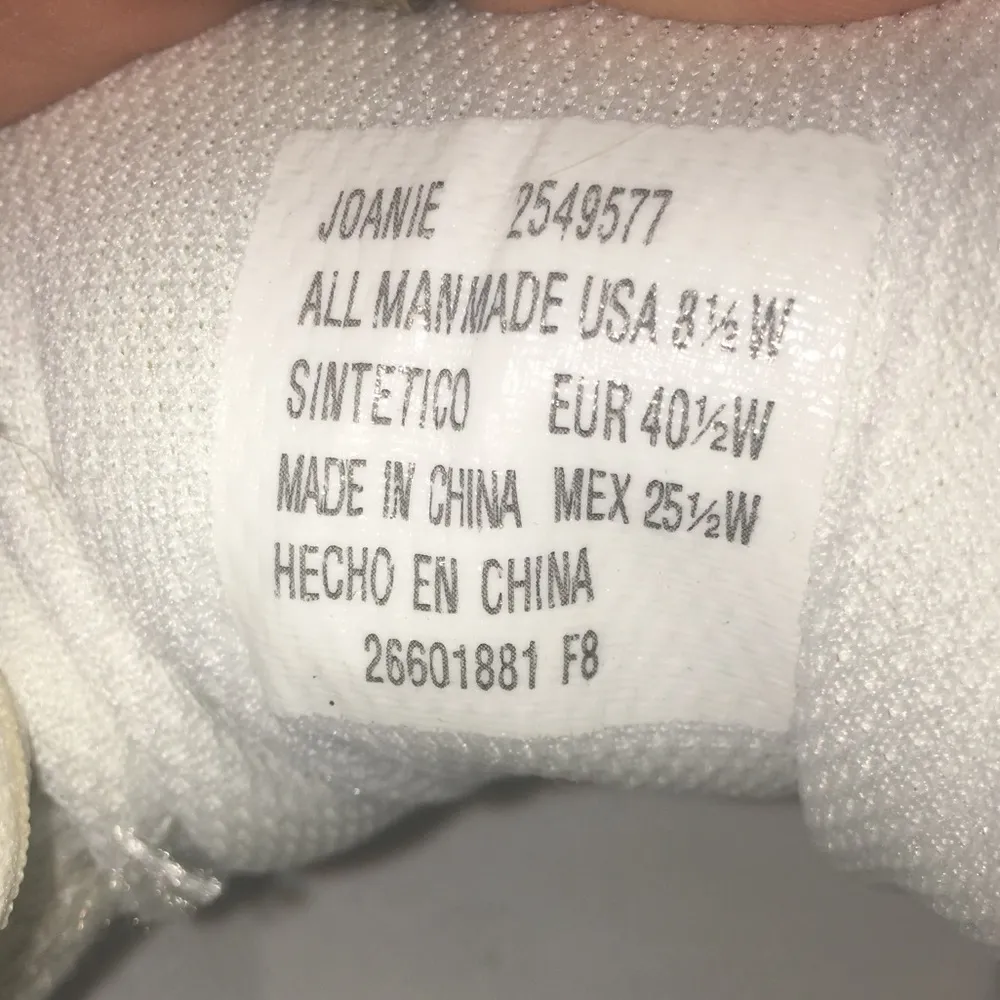 JOANIE 2549577
ALL MANMADE USA 8½ W
SINTETICO EUR 40½W
MADE IN CHINA MEX 25½W
HECHO EN CHINA
26601881 F8